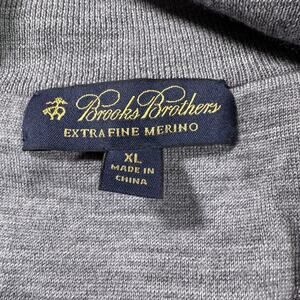 Brooks Brothers
EXTRA FINE MERINO
XL
MADE IN
CHINA